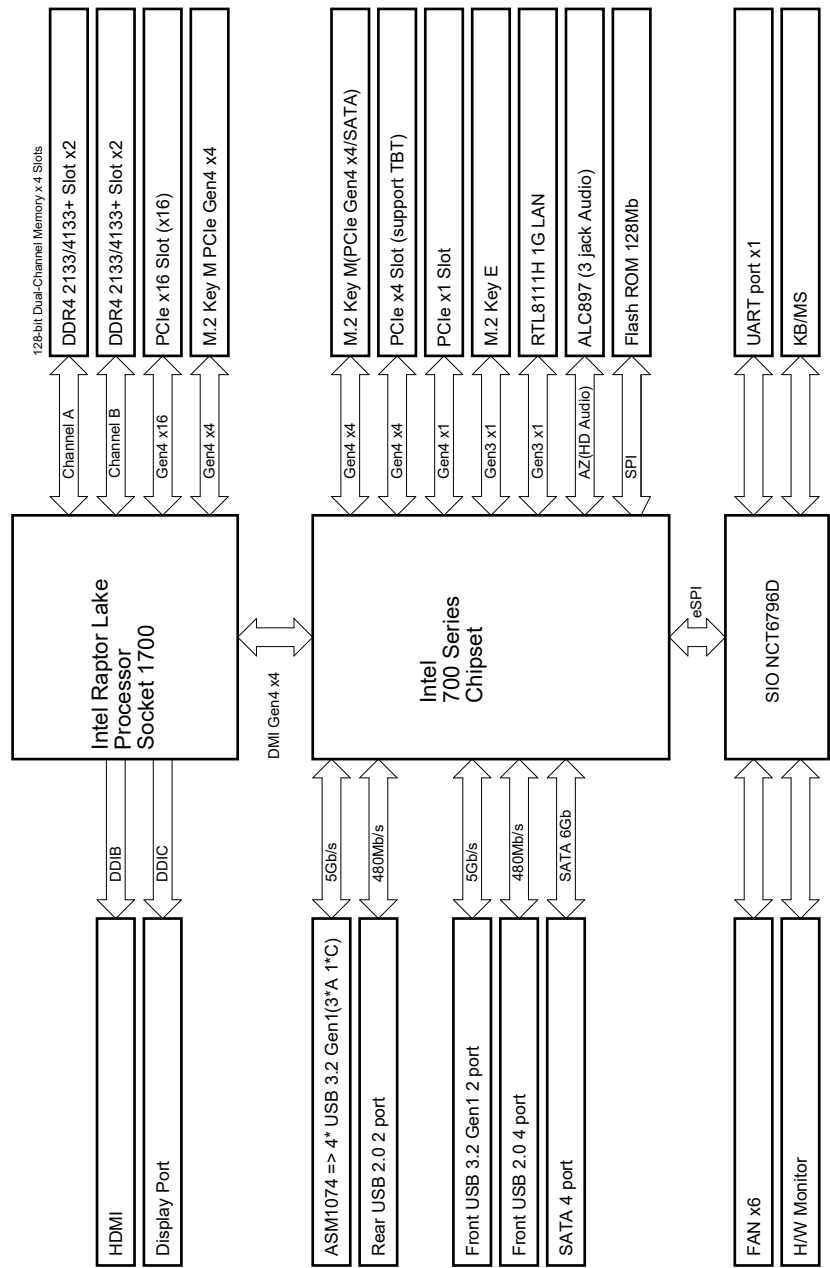 128-bit Dual-Channel Memory x 4 Slots
DDR4 2133/4133+ Slot x2
DDR4 2133/4133+ Slot x2
PCIe x16 Slot (x16)
M.2 Key M PCIe Gen4 x4
Channel A
Channel B
Gen4 x16
Gen4 x4
Intel Raptor Lake
Processor
Socket 1700
DDIB
DDIC
HDMI
Display Port
DMI Gen4 x4
M.2 Key M(PCIe Gen4 x4/SATA)
PCIe x4 Slot (support TBT)
PCIe x1 Slot
M.2 Key E
RTL8111H 1G LAN
ALC897 (3 jack Audio)
Flash ROM 128Mb
Gen4 x4
Gen4 x4
Gen4 x1
Gen3 x1
Gen3 x1
AZ(HD Audio)
SPI
Intel
700 Series
Chipset
5Gb/s
480Mb/s
5Gb/s
480Mb/s
SATA 6Gb
ASM1074 => 4* USB 3.2 Gen1(3*A 1*C)
Rear USB 2.0 2 port
Front USB 3.2 Gen1 2 port
Front USB 2.0 4 port
SATA 4 port
eSPI
UART port x1
KB/MS
SIO NCT6796D
FAN x6
H/W Monitor